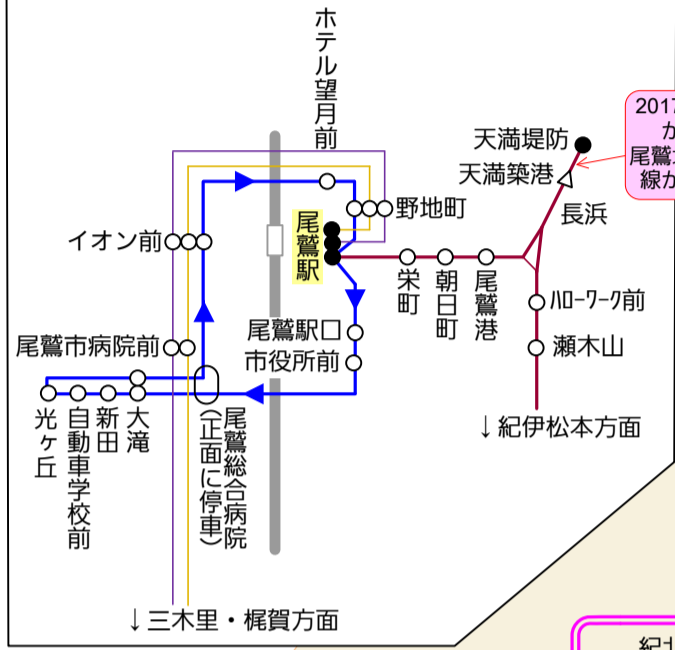 ホテル望月前
天満堤防
天満築港
2017
か
尾鷲
線か
長浜
野地町
尾鷲駅
イオン前
栄町
朝日町
尾鷲港
ハローワーク前
尾鷲駅口
市役所前
尾鷲市病院前
瀬木山
光ヶ丘
自動車学校前
新田
大滝
尾鷲総合病院
(正面に停車)
↓紀伊松本方面
↓三木里・梶賀方面
紀北